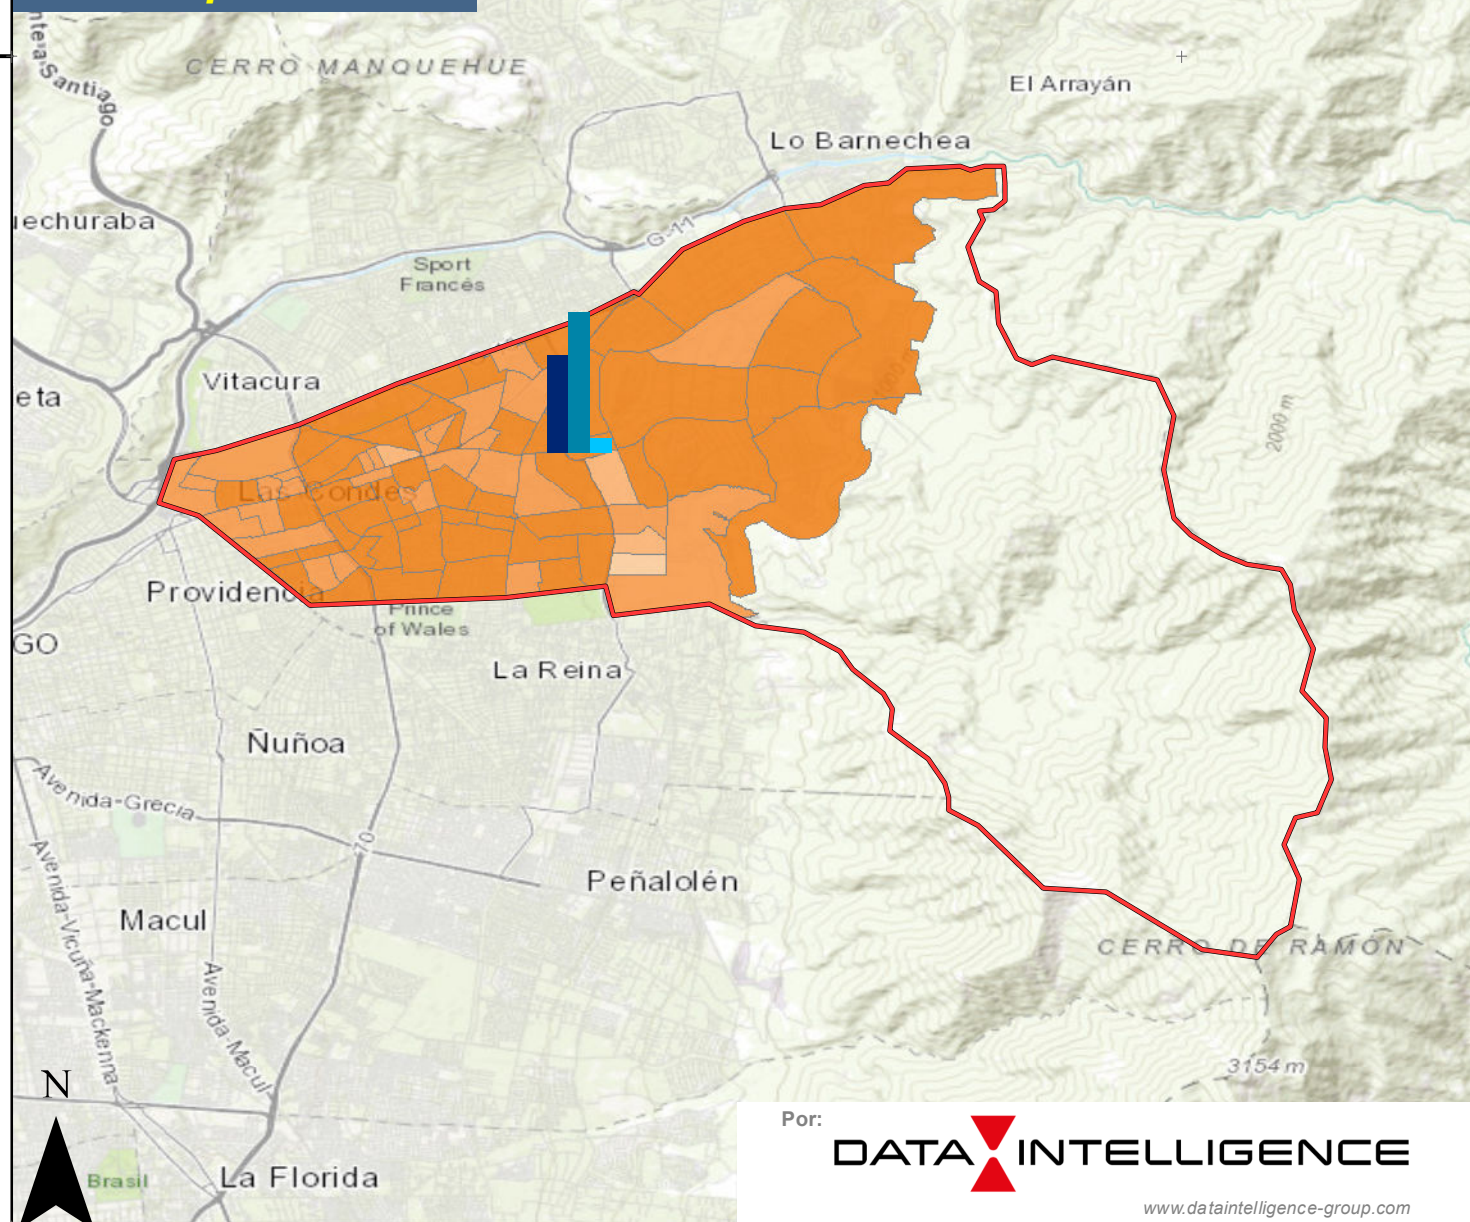 CERRO MANQUEHUE
El Arrayán
Lo Barnechea
G-11
Sport
Francés
Vitacura
eta
2000 m
Las Condes
Providencia
Prince
of Wales
GO
La Reina
Ñuñoa
Avenida-Grecia
70
Avenida-Vicuña-Mackenna
Peñalolén
Macul
Avenida-Macul
CERRO DE RAMÓN
3154 m
N
Brasil
La Florida
Por:
DATA INTELLIGENCE
www.dataintelligence-group.com